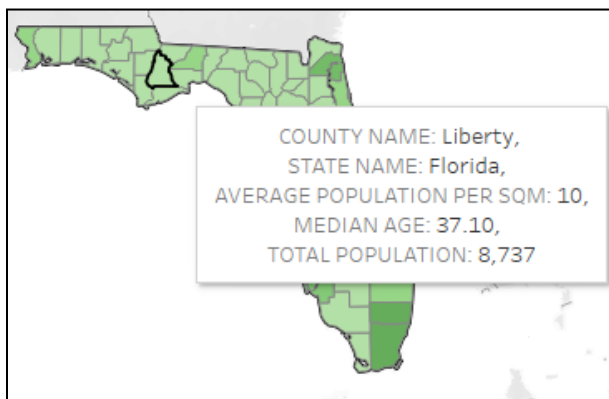 COUNTY NAME: Liberty,
STATE NAME: Florida,
AVERAGE POPULATION PER SQM: 10,
MEDIAN AGE: 37.10,
TOTAL POPULATION: 8,737